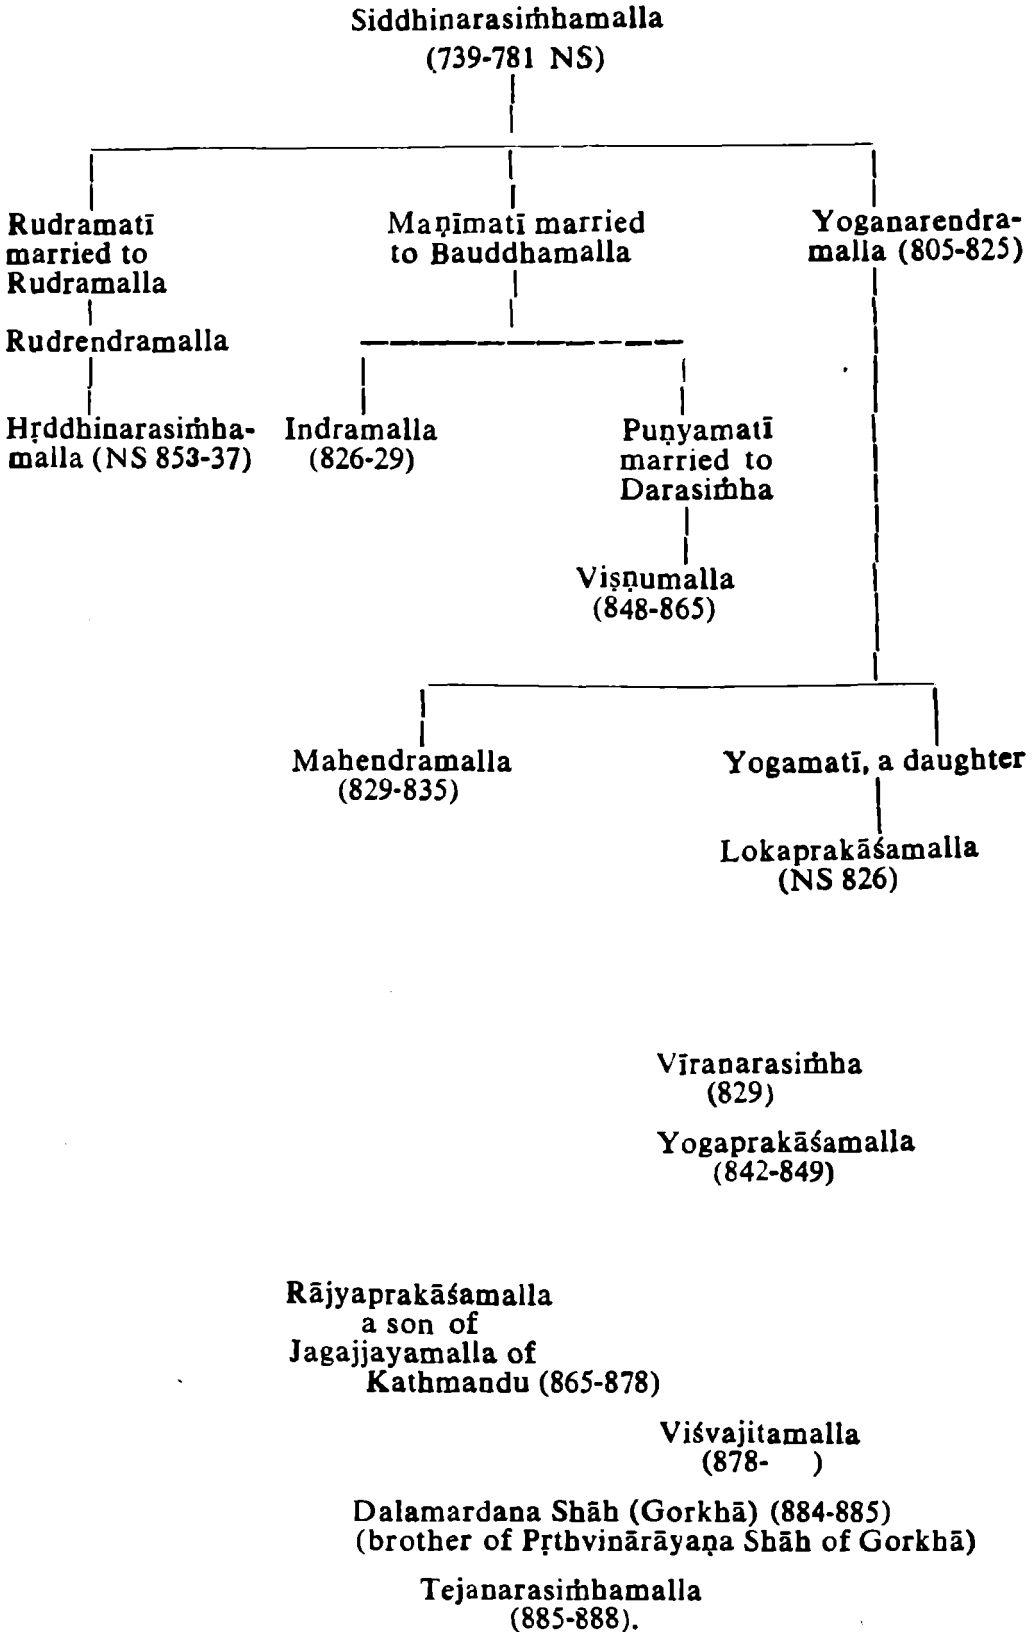 Siddhinarasiṁhamalla
(739-781 NS)
Rudramatī
married to
Rudramalla
Maṇīmatī married
to Bauddhamalla
Yoganarendra-
malla (805-825)
Rudrendramalla
Hṛddhinarasiṁha-
malla (NS 853-37)
Indramalla
(826-29)
Puṇyamatī
married to
Darasiṁha
Viṣṇumalla
(848-865)
Mahendramalla
(829-835)
Yogamatī, a daughter
Lokaprakāśamalla
(NS 826)
Vīranarasiṁha
(829)
Yogaprakāśamalla
(842-849)
Rājyaprakāśamalla
a son of
Jagajjayamalla of
Kathmandu (865-878)
Viśvajitamalla
(878-    )
Dalamardana Shāh (Gorkhā) (884-885)
(brother of Pṛthvinārāyaṇa Shāh of Gorkhā)
Tejanarasiṁhamalla
(885-888).